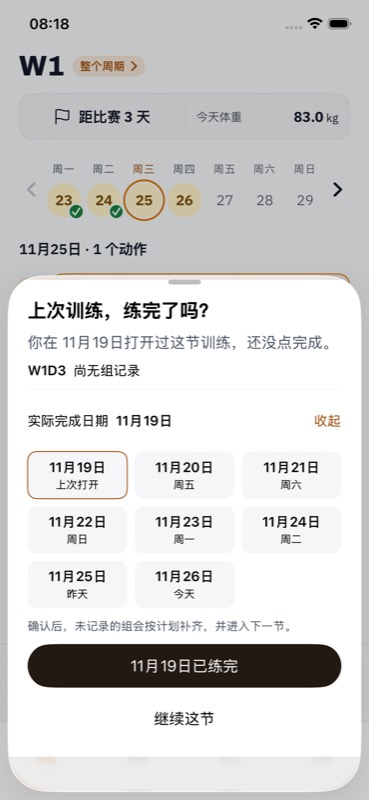 08:18
W1 整个周期
距比赛 3 天 今天体重 83.0 kg
周一 周二 周三 周四 周五 周六 周日
23 24 25 26 27 28 29
11月25日 · 1 个动作
上次训练，练完了吗？
你在 11月19日打开过这节训练，还没点完成。
W1D3 尚无组记录
实际完成日期 11月19日 收起
11月19日 11月20日 11月21日
上次打开 周五 周六
11月22日 11月23日 11月24日
周日 周一 周二
11月25日 11月26日
昨天 今天
确认后，未记录的组会按计划补齐，并进入下一节。
11月19日已练完
继续这节